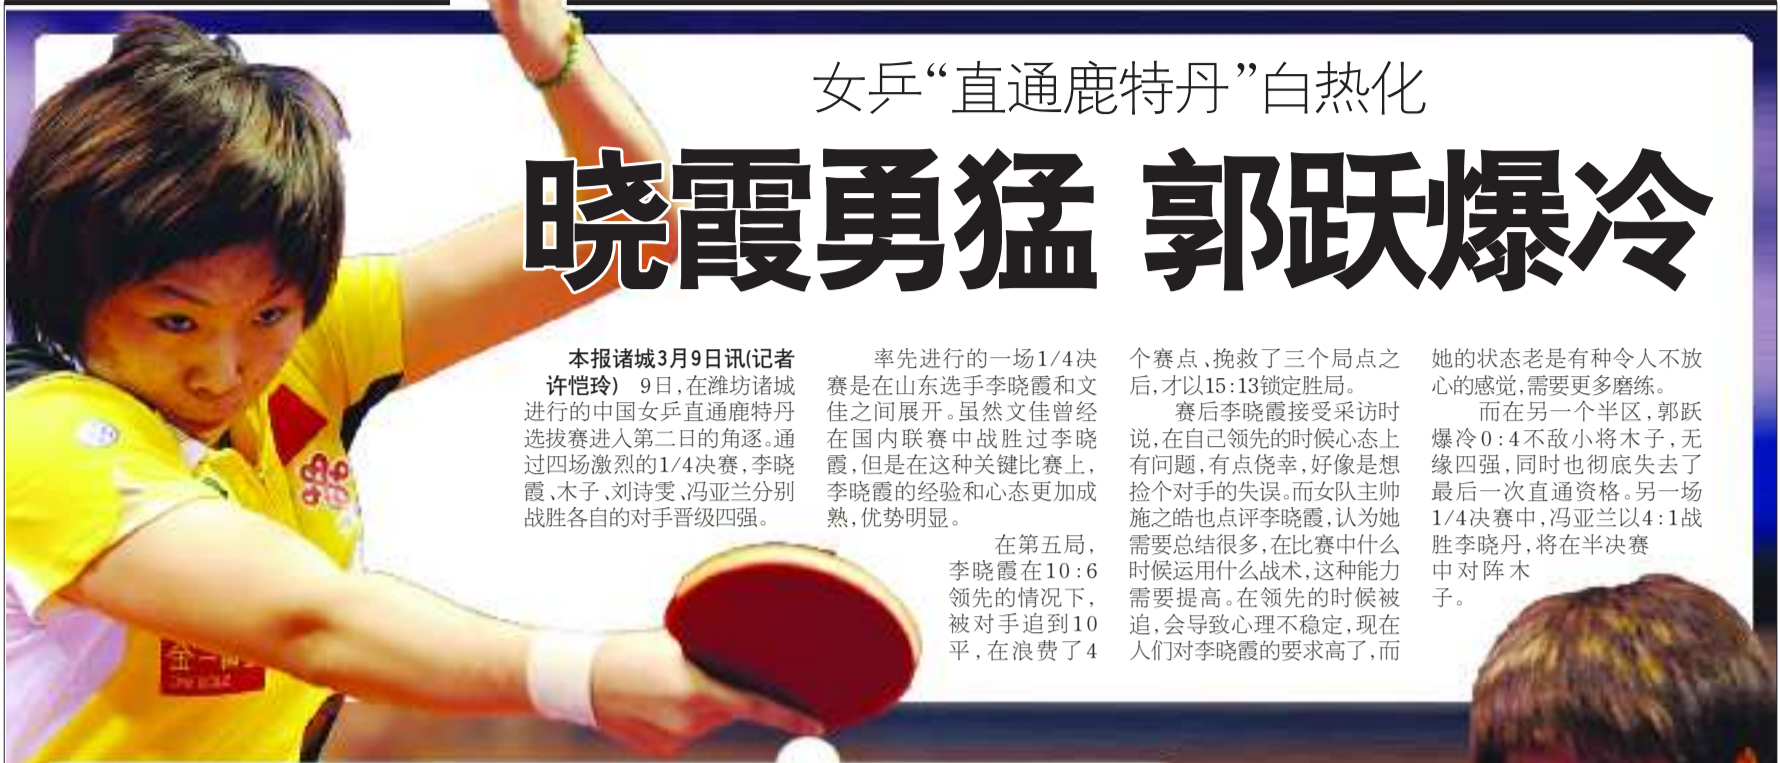 女乒“直通鹿特丹”白热化
晓霞勇猛 郭跃爆冷
本报诸城3月9日讯(记者
许恺玲) 9日,在潍坊诸城
进行的中国女乒直通鹿特丹
选拔赛进入第二日的角逐。通
过四场激烈的1/4决赛,李晓
霞、木子、刘诗雯、冯亚兰分别
战胜各自的对手晋级四强。
率先进行的一场1/4决
赛是在山东选手李晓霞和文
佳之间展开。虽然文佳曾经
在国内联赛中战胜过李晓
霞,但是在这种关键比赛上,
李晓霞的经验和心态更加成
熟,优势明显。
在第五局,
李晓霞在10:6
领先的情况下,
被对手追到10
平,在浪费了4
个赛点、挽救了三个局点之
后,才以15:13锁定胜局。
赛后李晓霞接受采访时
说,在自己领先的时候心态上
有问题,有点侥幸,好像是想
捡个对手的失误。而女队主帅
施之皓也点评李晓霞,认为她
需要总结很多,在比赛中什么
时候运用什么战术,这种能力
需要提高。在领先的时候被
追,会导致心理不稳定,现在
人们对李晓霞的要求高了,而
她的状态老是有种令人不放
心的感觉,需要更多磨练。
而在另一个半区,郭跃
爆冷0:4不敌小将木子,无
缘四强,同时也彻底失去了
最后一次直通资格。另一场
1/4决赛中,冯亚兰以4:1战
胜李晓丹,将在半决赛
中对阵木
子。